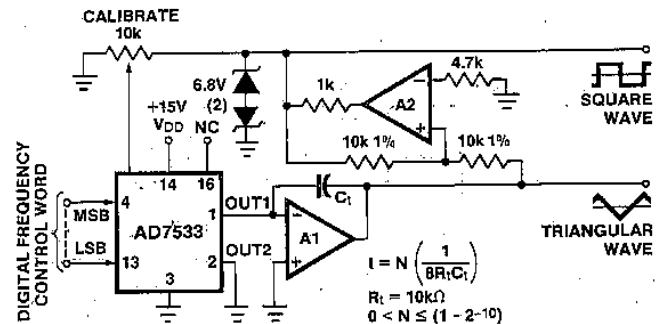 CALIBRATE
10k
6.8V
(2)
1k
A2
4.7k
SQUARE
WAVE
+15V
VDD
NC
10k 1%
10k 1%
14
16
4
MSB
1
OUT1
Ct
AD7533
A1
TRIANGULAR
WAVE
LSB
13
2
OUT2
3
DIGITAL FREQUENCY
CONTROL WORD
f = N (1/8RtCt)
Rt = 10kΩ
0 < N ≤ (1 - 2-10)